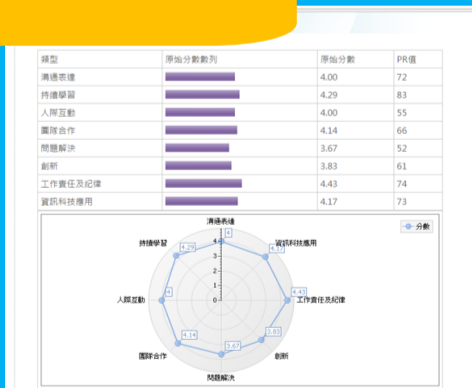 類型 原始分數數列 原始分數 PR值
溝通表達 4.00 72
持續學習 4.29 83
人際互動 4.00 55
團隊合作 4.14 66
問題解決 3.67 52
創新 3.83 61
工作責任及紀律 4.43 74
資訊科技應用 4.17 73
溝通表達
分數
4
4
持續學習
4.29
4.17
資訊科技應用
3
2
1
0
人際互動
4
4.43
工作責任及紀律
4.14
3.67
3.83
團隊合作
創新
問題解決